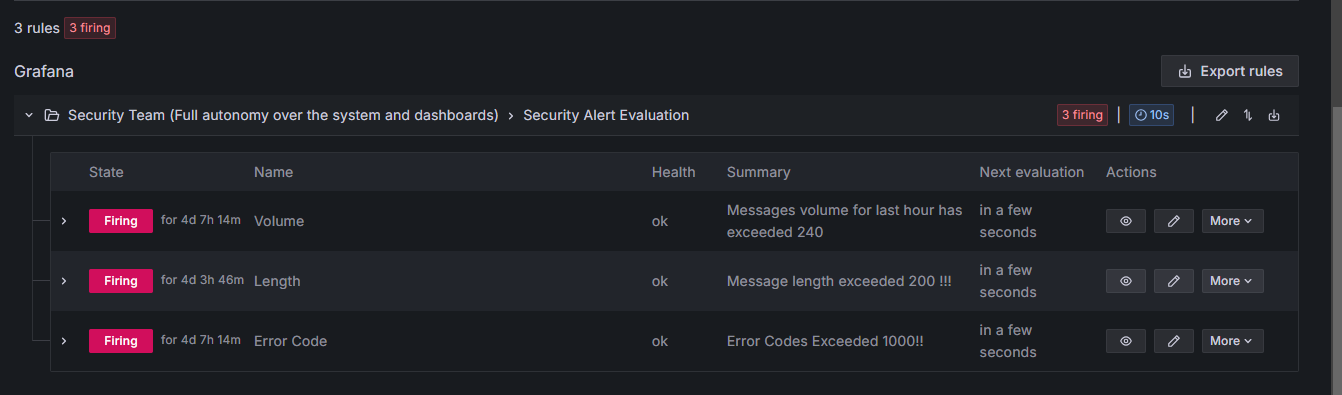 3 rules 3 firing
Grafana
Export rules
Security Team (Full autonomy over the system and dashboards) > Security Alert Evaluation 3 firing | 10s |
State Name Health Summary Next evaluation Actions
Firing for 4d 7h 14m Volume ok Messages volume for last hour has exceeded 240 in a few seconds More
Firing for 4d 3h 46m Length ok Message length exceeded 200 !!! in a few seconds More
Firing for 4d 7h 14m Error Code ok Error Codes Exceeded 1000!! in a few seconds More